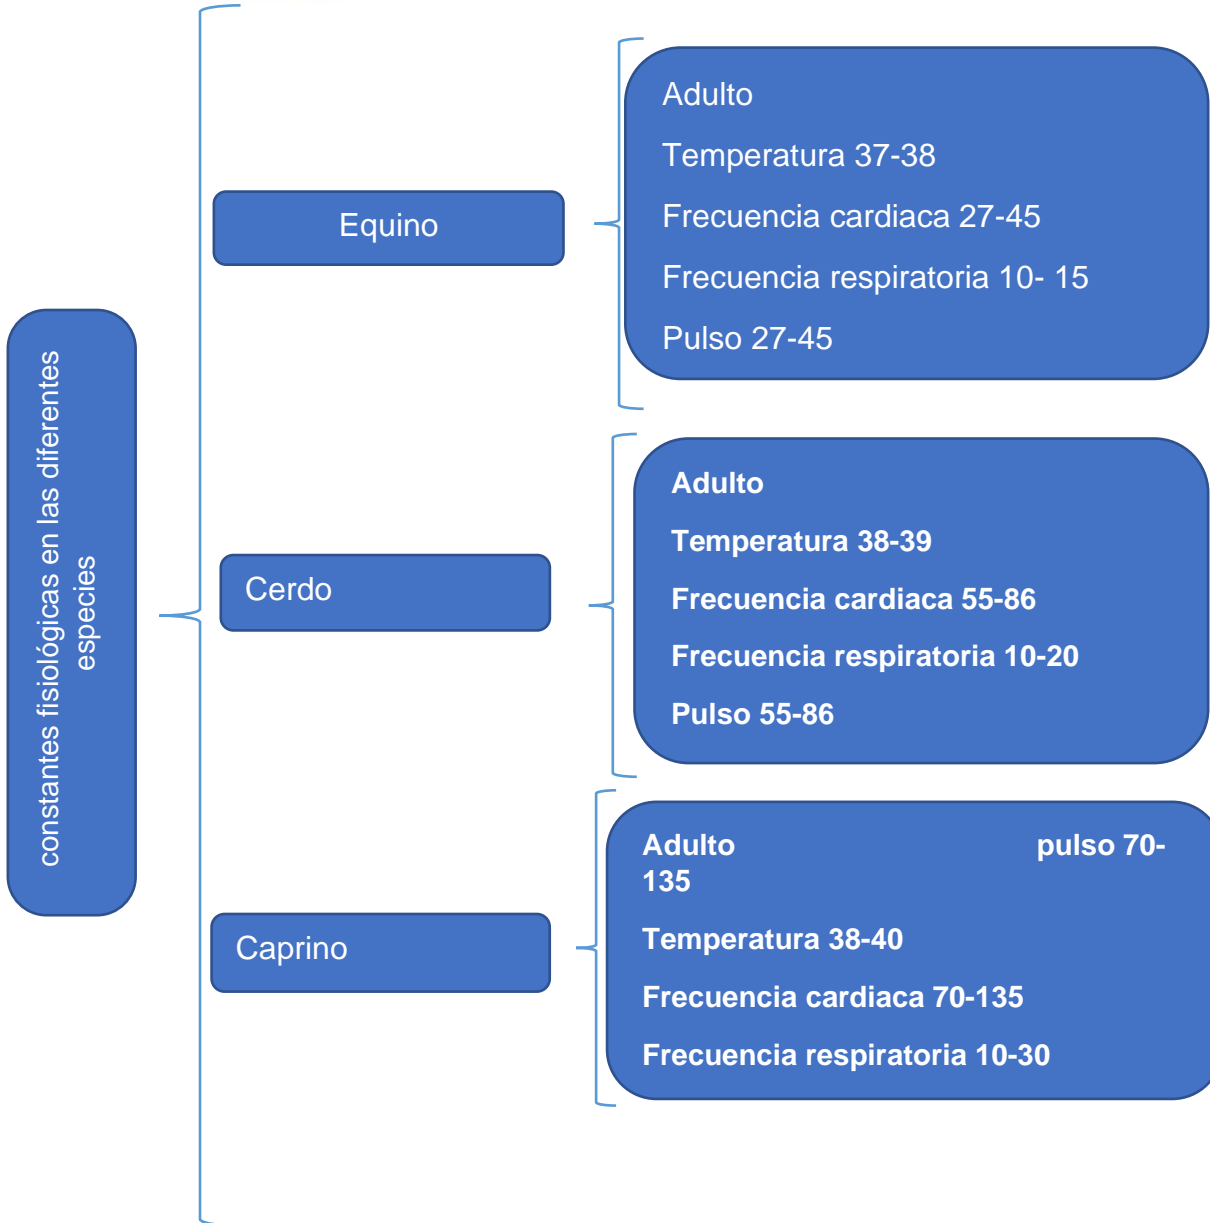 constantes fisiológicas en las diferentes
especies
Equino
Adulto
Temperatura 37-38
Frecuencia cardiaca 27-45
Frecuencia respiratoria 10- 15
Pulso 27-45
Cerdo
Adulto
Temperatura 38-39
Frecuencia cardiaca 55-86
Frecuencia respiratoria 10-20
Pulso 55-86
Caprino
Adulto pulso 70-
135
Temperatura 38-40
Frecuencia cardiaca 70-135
Frecuencia respiratoria 10-30